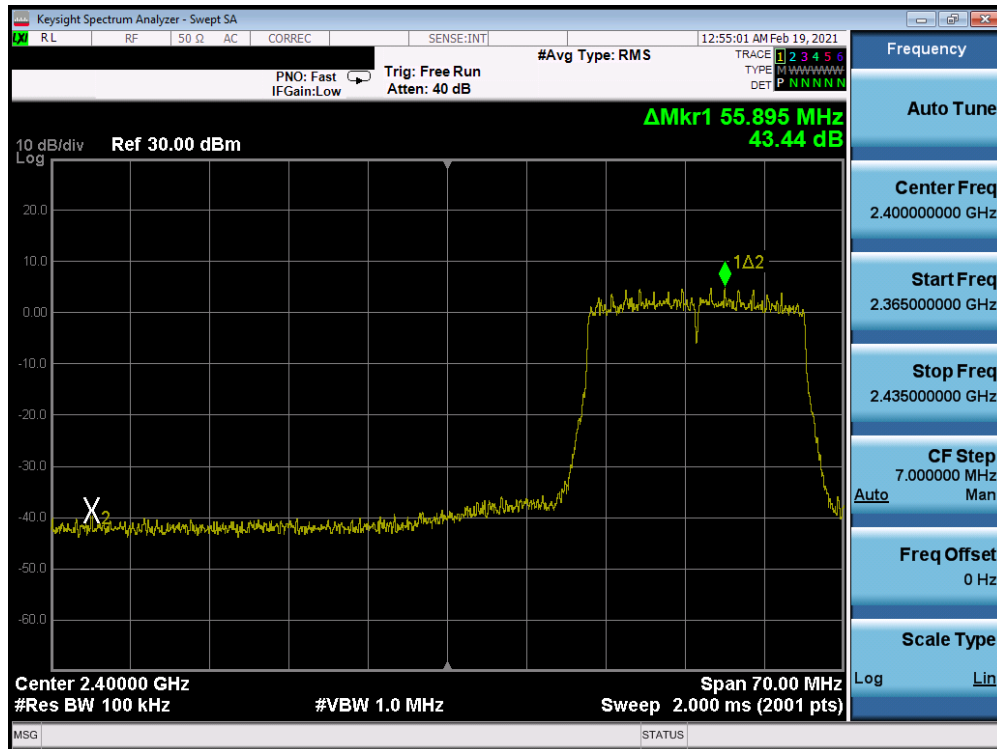 Keysight Spectrum Analyzer - Swept SA
LXI RL RF 50 Ω AC CORREC SENSE:INT 12:55:01 AM Feb 19, 2021
#Avg Type: RMS TRACE 1 2 3 4 5 6
PNO: Fast Trig: Free Run TYPE M WWWWW
IFGain:Low Atten: 40 dB DET P N N N N N
ΔMkr1 55.895 MHz
43.44 dB
10 dB/div Ref 30.00 dBm
Log
20.0
10.0
1Δ2
0.00
-10.0
-20.0
-30.0
-40.0
X2
-50.0
-60.0
Center 2.40000 GHz Span 70.00 MHz
#Res BW 100 kHz #VBW 1.0 MHz Sweep 2.000 ms (2001 pts)
MSG STATUS
Frequency
Auto Tune
Center Freq
2.400000000 GHz
Start Freq
2.365000000 GHz
Stop Freq
2.435000000 GHz
CF Step
7.000000 MHz
Auto Man
Freq Offset
0 Hz
Scale Type
Log Lin